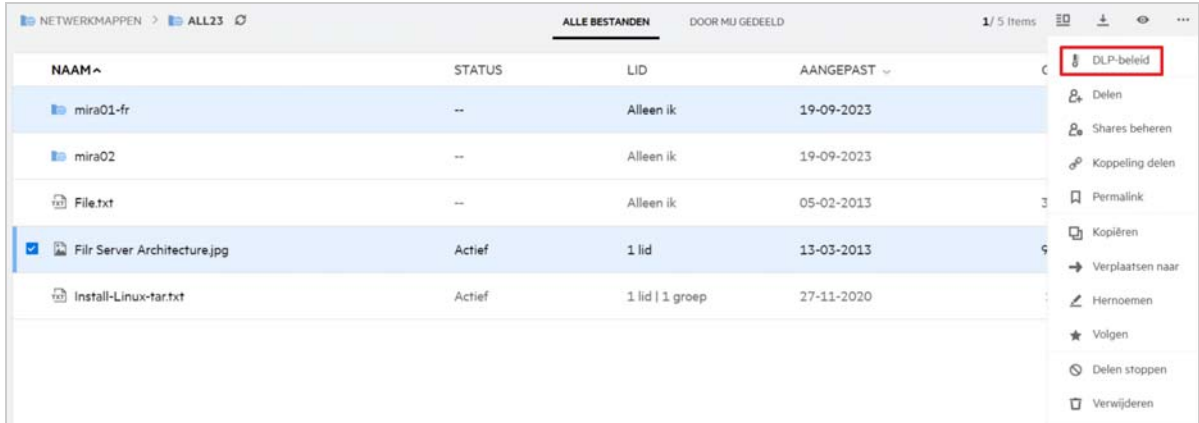 NETWERKMAPPEN > ALL23 ALLE BESTANDEN DOOR MIJ GEDEELD 1/ 5 Items
NAAM STATUS LID AANGEPAST
mira01-fr -- Alleen ik 19-09-2023
mira02 -- Alleen ik 19-09-2023
File.txt -- Alleen ik 05-02-2013
Filr Server Architecture.jpg Actief 1 lid 13-03-2013
Install-Linux-tar.txt Actief 1 lid | 1 groep 27-11-2020
DLP-beleid
Delen
Shares beheren
Koppeling delen
Permalink
Kopiëren
Verplaatsen naar
Hernoemen
Volgen
Delen stoppen
Verwijderen